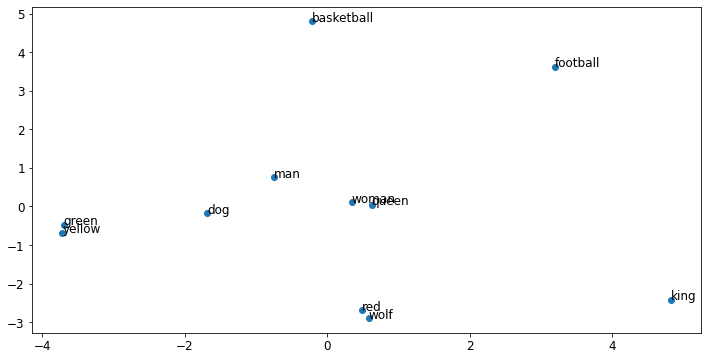 5
basketball
4
football
3
2
1
man
woman
queen
0
dog
green
yellow
−1
−2
king
red
wolf
−3
−4
−2
0
2
4